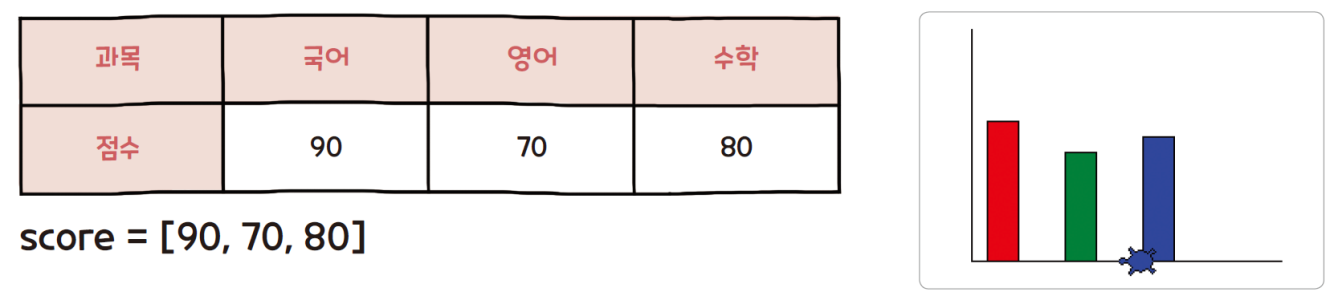 과목 국어 영어 수학
점수 90 70 80
score = [90, 70, 80]